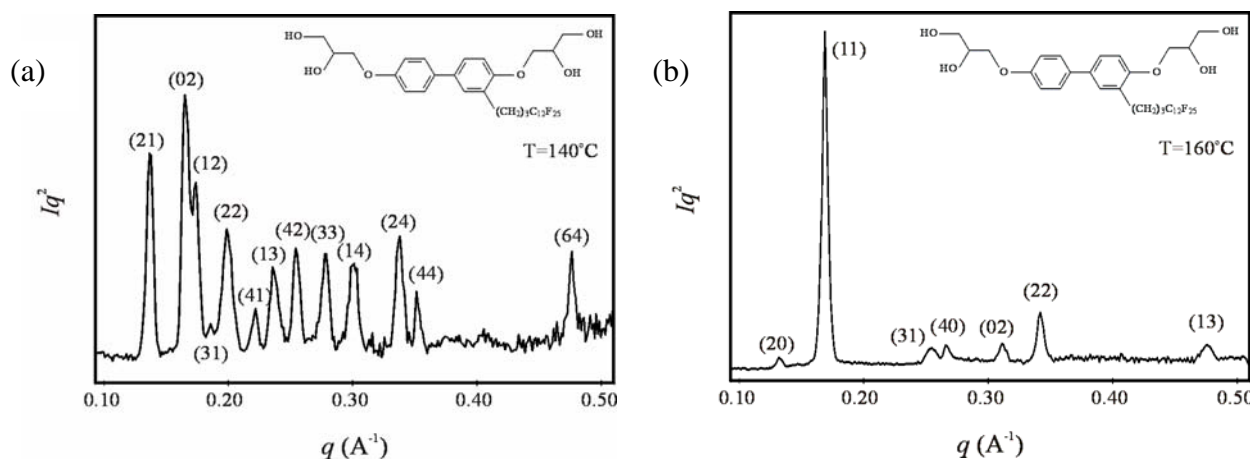 (a)
Iq²
(21)
(02)
(12)
(22)
(31)
(41)
(13)
(42)
(33)
(14)
(24)
(44)
(64)
HO
HO
O
O
OH
OH
(CH₂)₃C₁₂F₂₅
T=140°C
0.10 0.20 0.30 0.40 0.50
q (A⁻¹)
(b)
Iq²
(20)
(11)
(31)
(40)
(02)
(22)
(13)
HO
HO
O
O
OH
OH
(CH₂)₃C₁₂F₂₅
T=160°C
0.10 0.20 0.30 0.40 0.50
q (A⁻¹)